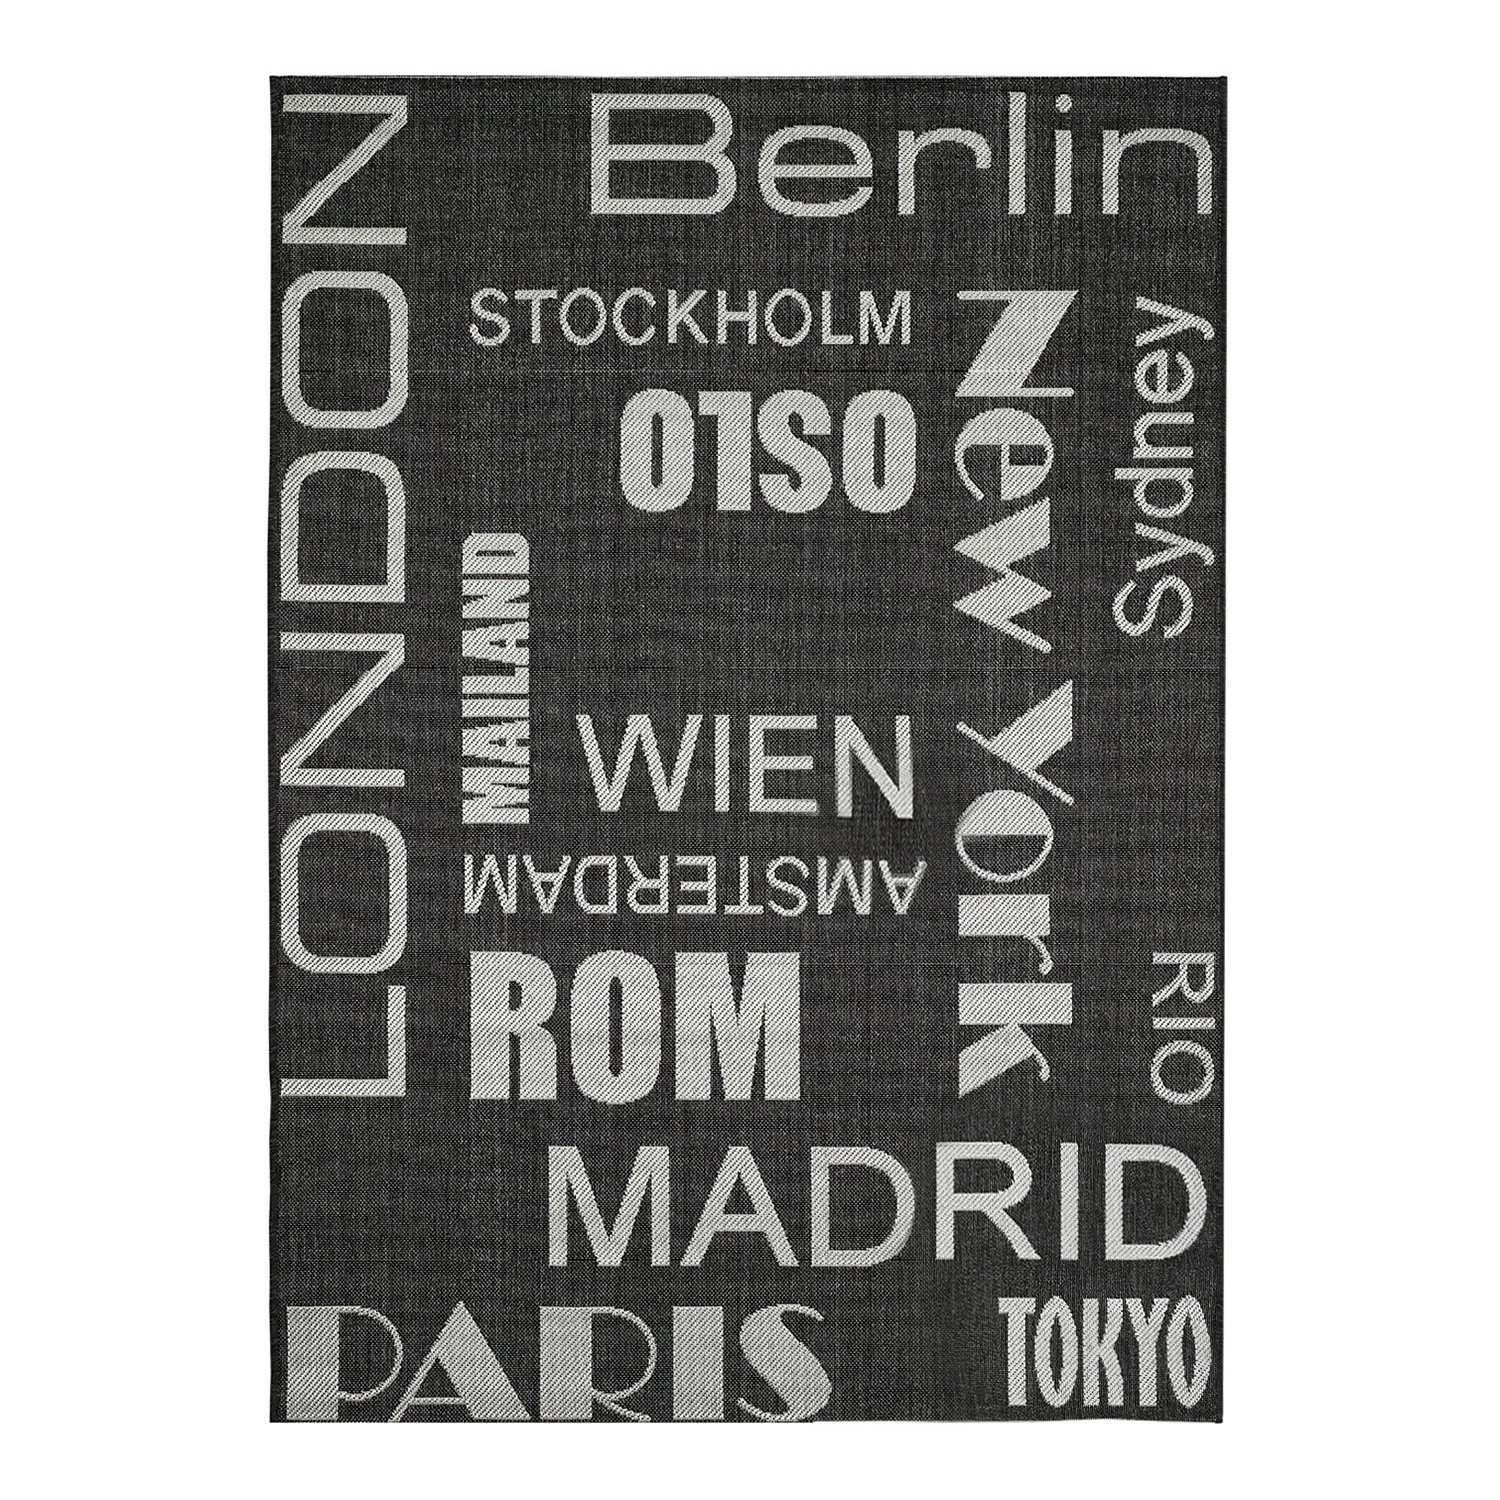 LONDON
Berlin
STOCKHOLM
OSLO
New York
Sydney
MAILAND
WIEN
AMSTERDAM
ROM
RIO
MADRID
PARIS
TOKYO